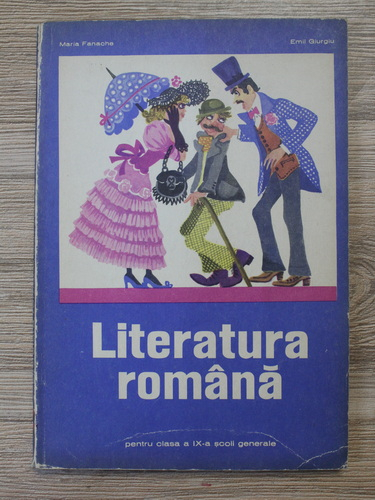 Maria Fanache
Emil Giurgiu
Literatura
română
pentru clasa a IX-a școlii generale